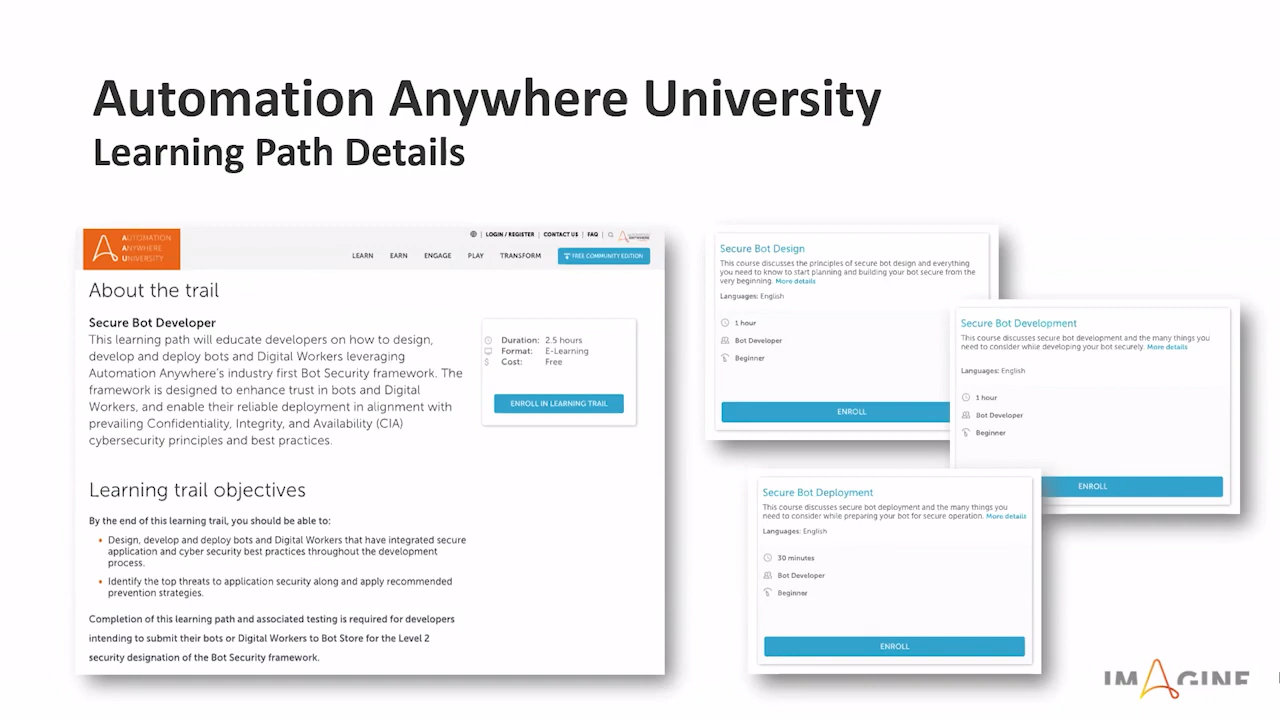 Automation Anywhere University
Learning Path Details
AUTOMATION
ANYWHERE
UNIVERSITY
LOGIN / REGISTER | CONTACT US | FAQ |
AUTOMATION
ANYWHERE
LEARN EARN ENGAGE PLAY TRANSFORM FREE COMMUNITY EDITION
About the trail
Secure Bot Developer
This learning path will educate developers on how to design,
develop and deploy bots and Digital Workers leveraging
Automation Anywhere's industry first Bot Security framework. The
framework is designed to enhance trust in bots and Digital
Workers, and enable their reliable deployment in alignment with
prevailing Confidentiality, Integrity, and Availability (CIA)
cybersecurity principles and best practices.
Duration: 2.5 hours
Format: E-Learning
$ Cost: Free
ENROLL IN LEARNING TRAIL
Learning trail objectives
By the end of this learning trail, you should be able to:
• Design, develop and deploy bots and Digital Workers that have integrated secure
application and cyber security best practices throughout the development
process.
• Identify the top threats to application security along and apply recommended
prevention strategies.
Completion of this learning path and associated testing is required for developers
intending to submit their bots or Digital Workers to Bot Store for the Level 2
security designation of the Bot Security framework.
Secure Bot Design
This course discusses the principles of secure bot design and everything
you need to know to start planning and building your bot secure from the
very beginning. More details
Languages: English
1 hour
Bot Developer
Beginner
ENROLL
Secure Bot Development
This course discusses secure bot development and the many things you
need to consider while developing your bot securely. More details
Languages: English
1 hour
Bot Developer
Beginner
ENROLL
Secure Bot Deployment
This course discusses secure bot deployment and the many things you
need to consider while preparing your bot for secure operation. More details
Languages: English
30 minutes
Bot Developer
Beginner
ENROLL
IMAGINE